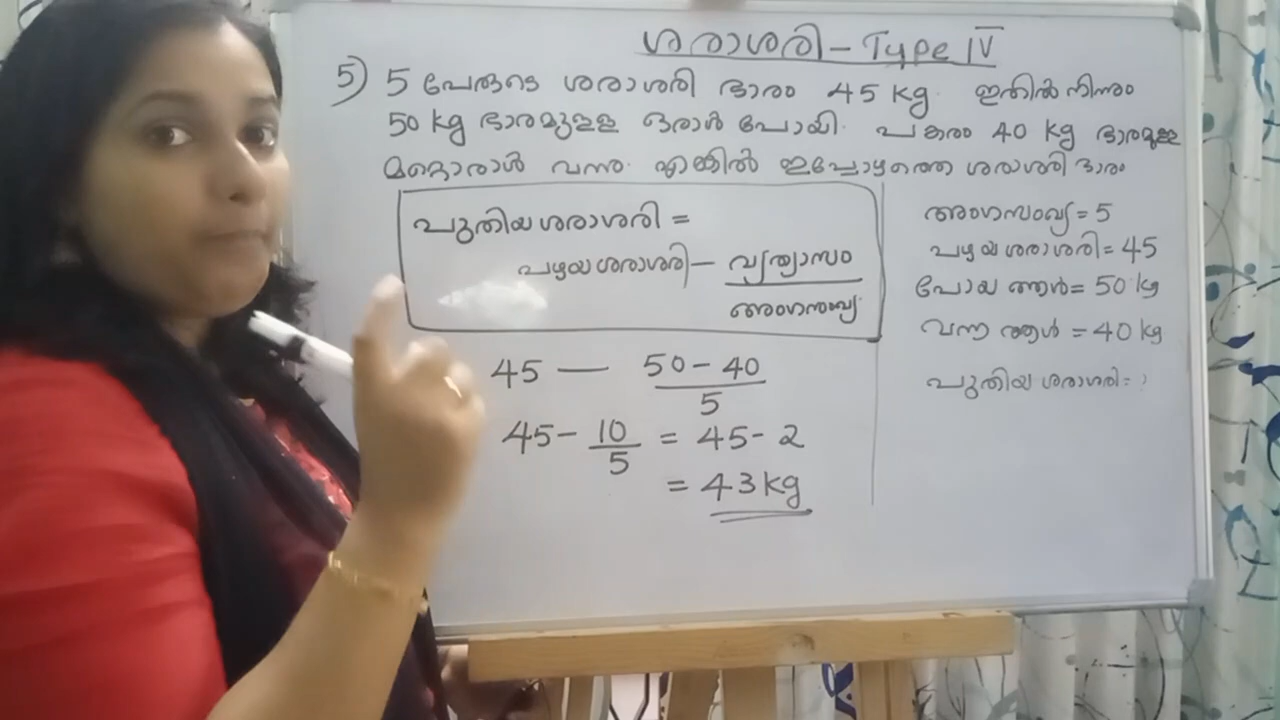 ശരാശരി - Type IV
5) 5 പേരുടെ ശരാശരി ഭാരം 45 kg. ഇതിൽ നിന്നും
50 kg ഭാരമുള്ള ഒരാൾ പോയി. പകരം 40 kg ഭാരമുള്ള
മറ്റൊരാൾ വന്നു. എങ്കിൽ ഇപ്പോഴത്തെ ശരാശരി ഭാരം
പുതിയ ശരാശരി =
പഴയ ശരാശരി - വ്യത്യാസം
അംഗസംഖ്യ
45 — 50 - 40
5
45 - 10 = 45 - 2
5
= 43 kg
അംഗസംഖ്യ = 5
പഴയ ശരാശരി = 45
പോയ ആൾ = 50 kg
വന്ന ആൾ = 40 kg
പുതിയ ശരാശരി = ?